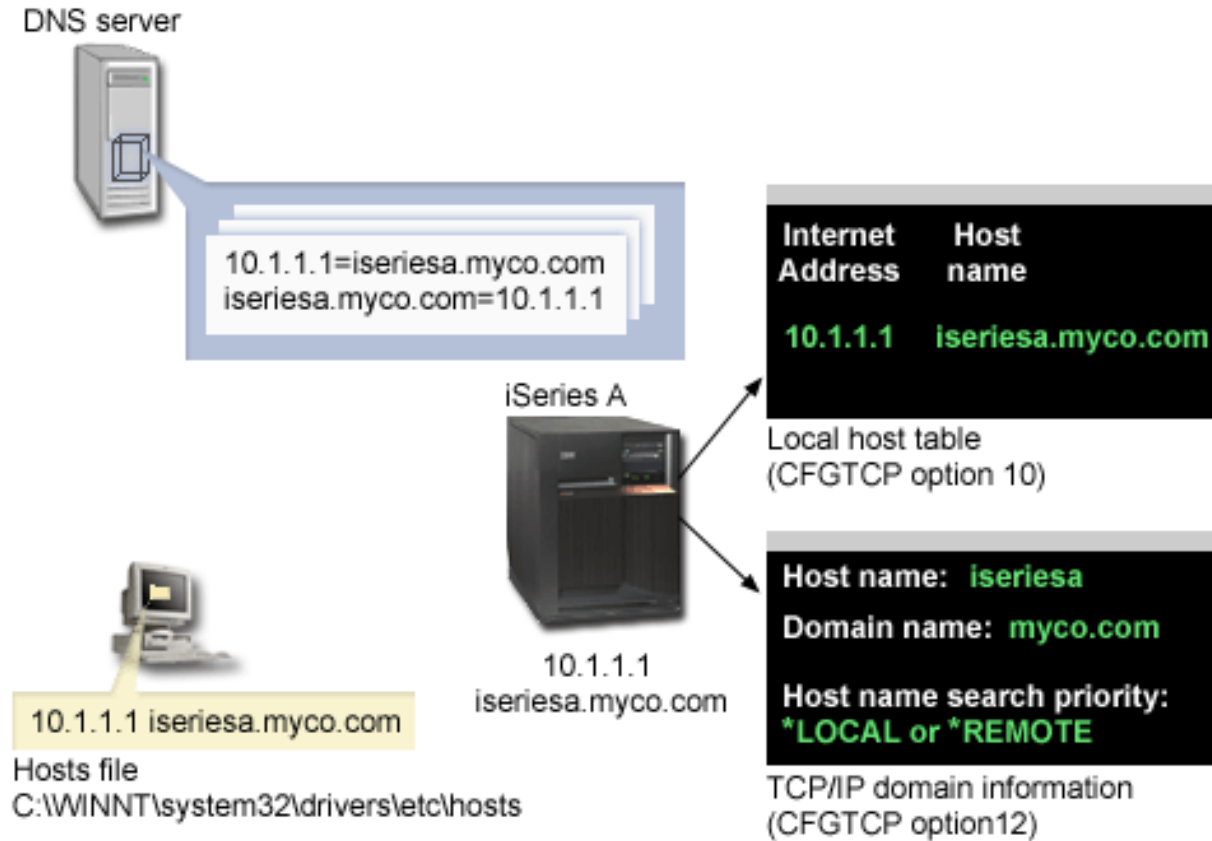 DNS server
10.1.1.1=iseriesa.myco.com
iseriesa.myco.com=10.1.1.1
Internet Host
Address name
10.1.1.1 iseriesa.myco.com
Local host table
(CFGTCP option 10)
iSeries A
10.1.1.1
iseriesa.myco.com
Host name: iseriesa
Domain name: myco.com
Host name search priority:
*LOCAL or *REMOTE
TCP/IP domain information
(CFGTCP option12)
10.1.1.1 iseriesa.myco.com
Hosts file
C:\WINNT\system32\drivers\etc\hosts